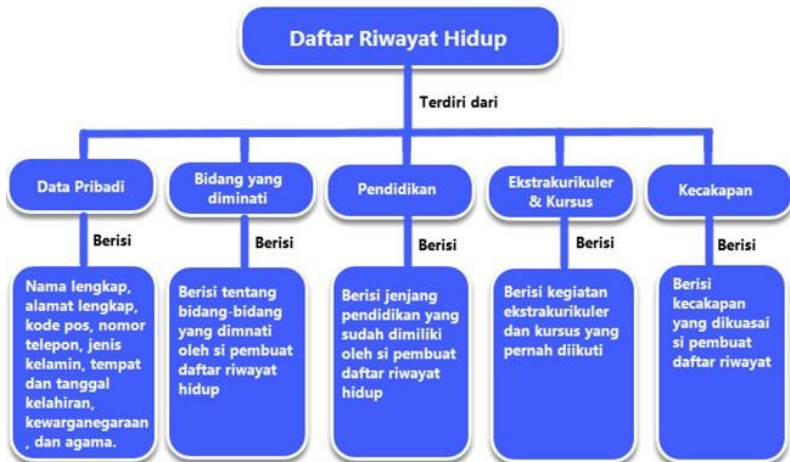 Daftar Riwayat Hidup
Terdiri dari
Data Pribadi
Bidang yang
diminati
Pendidikan
Ekstrakurikuler
& Kursus
Kecakapan
Berisi
Berisi
Berisi
Berisi
Berisi
Nama lengkap,
alamat lengkap,
kode pos, nomor
telepon, jenis
kelamin, tempat
dan tanggal
kelahiran,
kewarganegaraan
, dan agama.
Berisi tentang
bidang-bidang
yang dimnati
oleh si pembuat
daftar riwayat
hidup
Berisi jenjang
pendidikan yang
sudah dimiliki
oleh si pembuat
daftar riwayat
hidup
Berisi kegiatan
ekstrakurikuler
dan kursus yang
pernah diikuti
Berisi
kecakapan
yang dikuasai
si pembuat
daftar riwayat